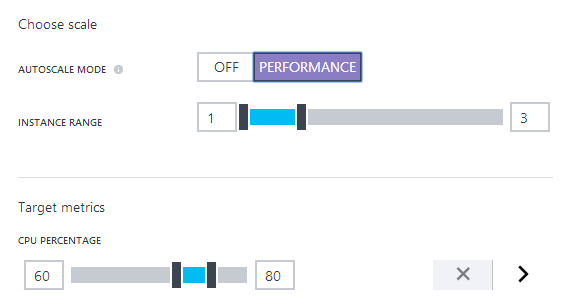 Choose scale
AUTOSCALE MODE
OFF PERFORMANCE
INSTANCE RANGE
1 3
Target metrics
CPU PERCENTAGE
60 80